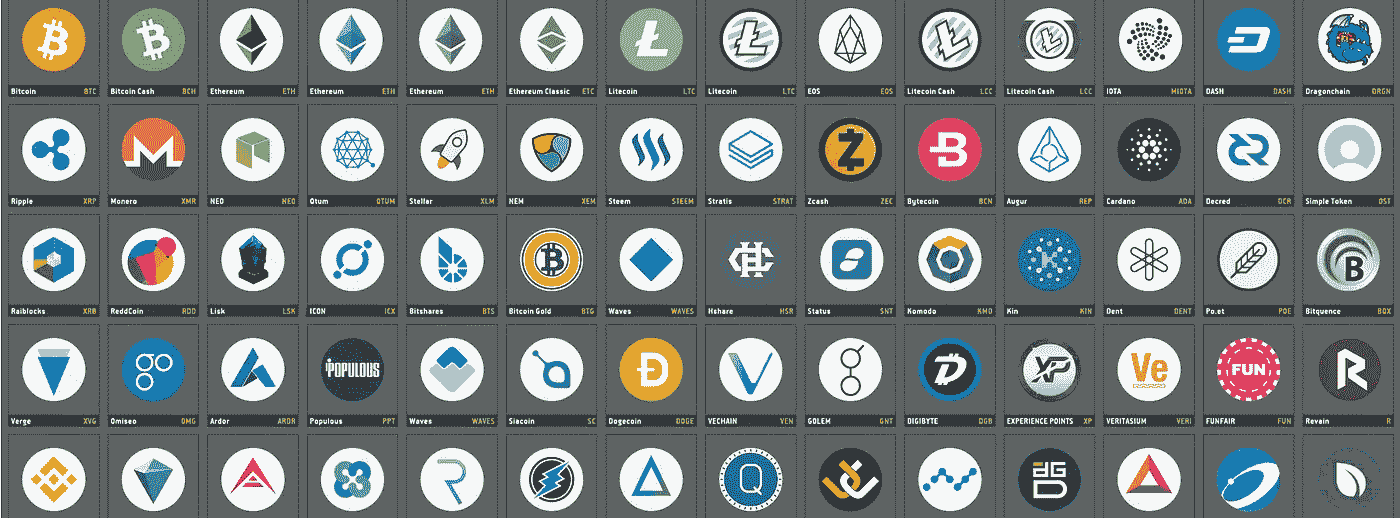 Bitcoin BTC Bitcoin Cash BCH Ethereum ETH Ethereum ETH Ethereum ETH Ethereum Classic ETC Litecoin LTC Litecoin LTC EOS EOS Litecoin Cash LCC Litecoin Cash LCC IOTA MIOTA DASH DASH Dragonchain DRGN
Ripple XRP Monero XMR NEO NEO Qtum QTUM Stellar XLM NEM XEM Steem STEEM Stratis STRAT Zcash ZEC Bytecoin BCN Augur REP Cardano ADA Decred DCR Simple Token OST
Raiblocks XRB ReddCoin RDD Lisk LSK ICON ICX Bitshares BTS Bitcoin Gold BTG Waves WAVES Hshare HSR Status SNT Komodo KMD Kin KIN Dent DENT Po.et POE Bitquence BQX
go
POPULOUS
XP
Ve
VERITASIUM
FUN
Verge XVG Omiseo OMG Ardor ARDR Populous PPT Waves WAVES Siacoin SC Dogecoin DOGE VECHAIN VEN GOLEM GNT DIGIBYTE DGB EXPERIENCE POINTS XP VERITASIUM VERI FUNFAIR FUN Revain R